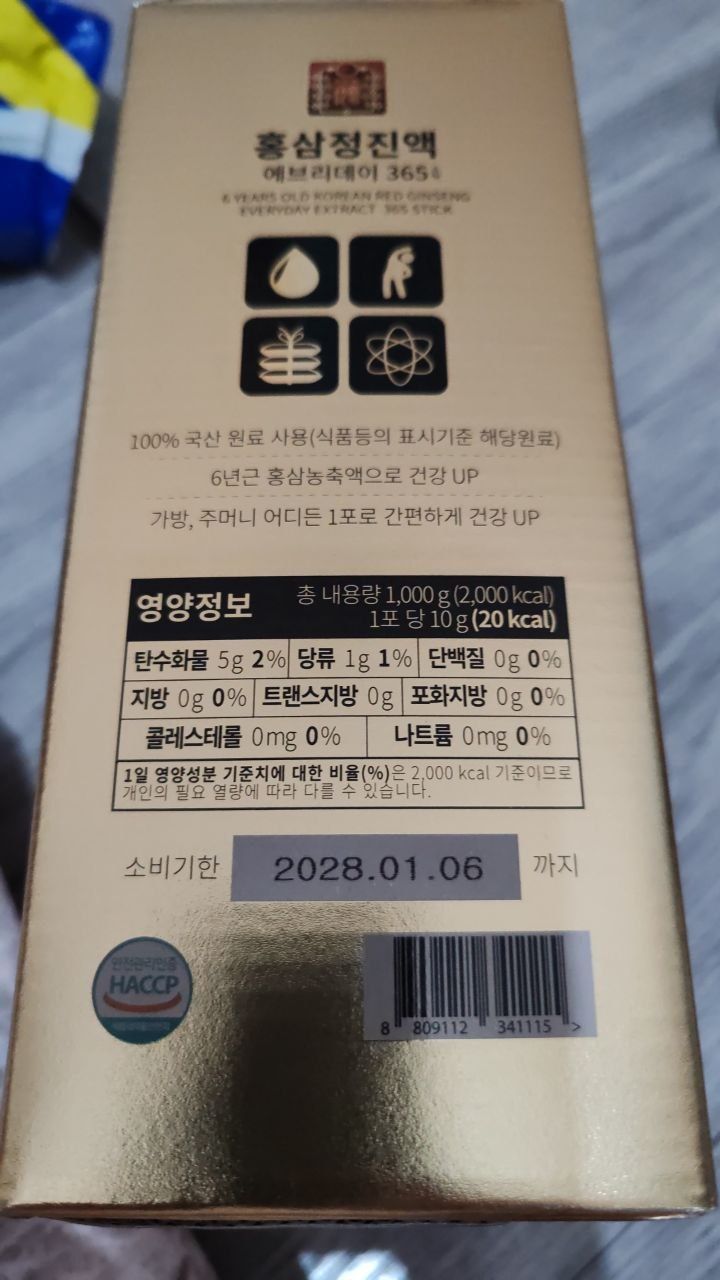 홍삼정진액
에브리데이 365
6 YEARS OLD KOREAN RED GINSENG
EVERYDAY EXTRACT 365 STICK
100% 국산 원료 사용(식품등의 표시기준 해당원료)
6년근 홍삼농축액으로 건강 UP
가방, 주머니 어디든 1포로 간편하게 건강 UP
영양정보
총 내용량 1,000 g (2,000 kcal)
1포 당 10 g (20 kcal)
탄수화물 5g 2% 당류 1g 1% 단백질 0g 0%
지방 0g 0% 트랜스지방 0g 포화지방 0g 0%
콜레스테롤 0mg 0% 나트륨 0mg 0%
1일 영양성분 기준치에 대한 비율(%)은 2,000 kcal 기준이므로
개인의 필요 열량에 따라 다를 수 있습니다.
소비기한 2028.01.06 까지
안전관리인증
HACCP
8 809112 341115 >